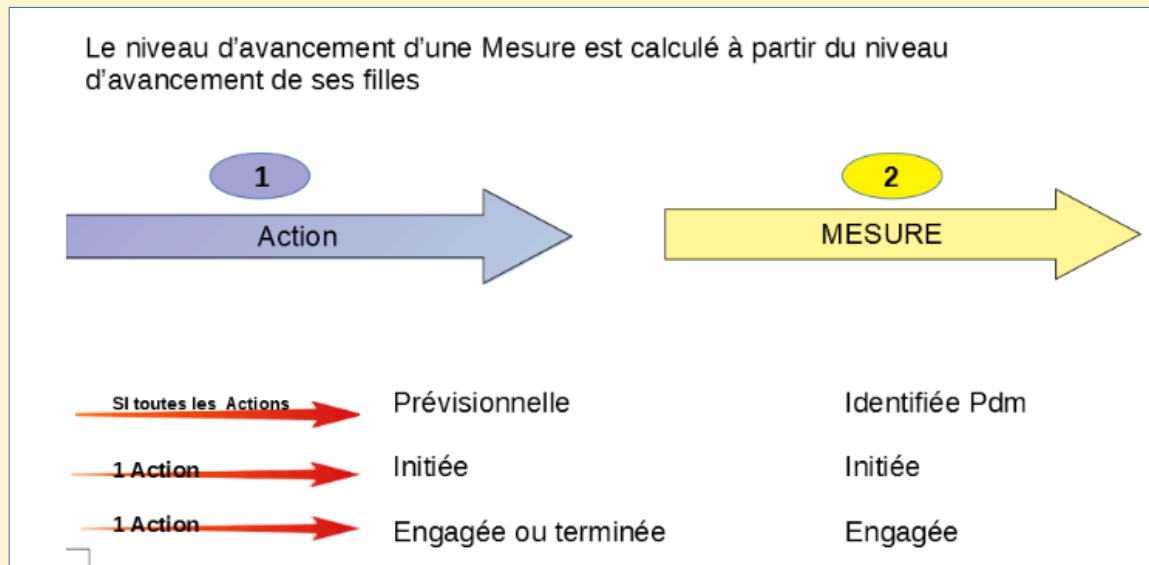 Le niveau d'avancement d'une Mesure est calculé à partir du niveau
d'avancement de ses filles
1
2
Action
MESURE
SI toutes les Actions
Prévisionnelle
Identifiée Pdm
1 Action
Initiée
Initiée
1 Action
Engagée ou terminée
Engagée